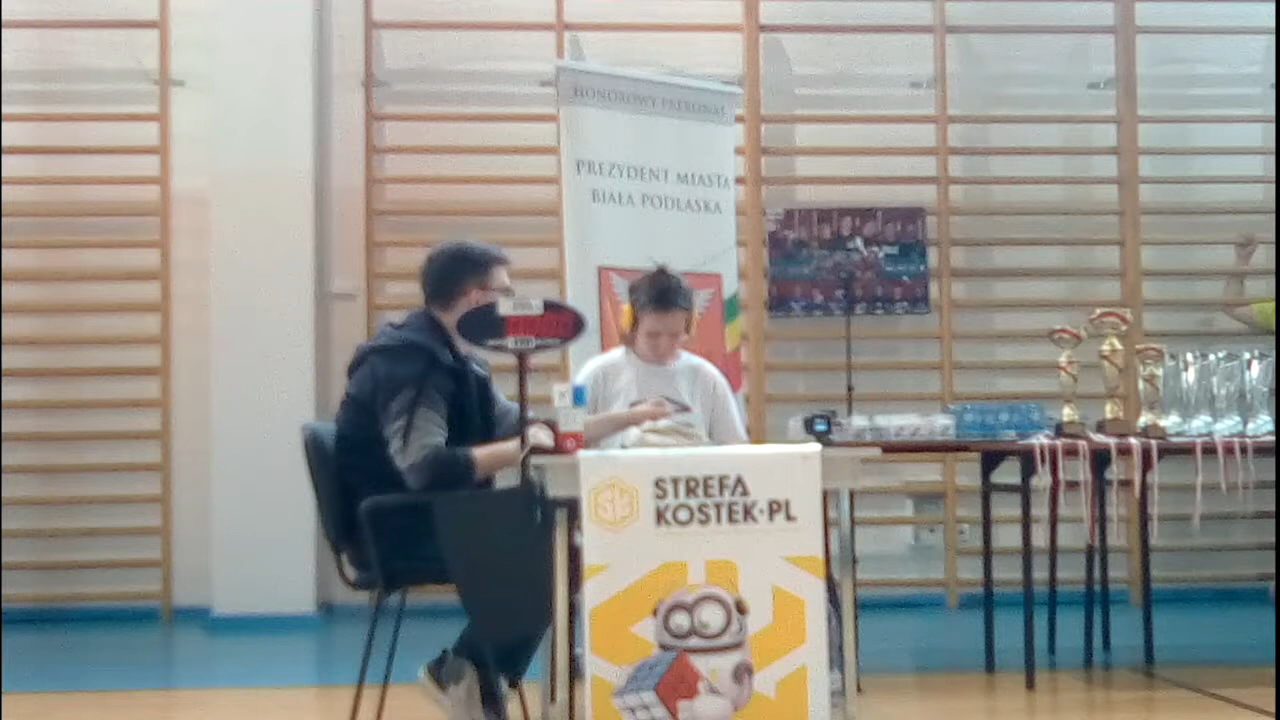 HONOROWY PATRONAT
PREZYDENT MIASTA
BIAŁA PODLASKA
STREFA
KOSTEK.PL